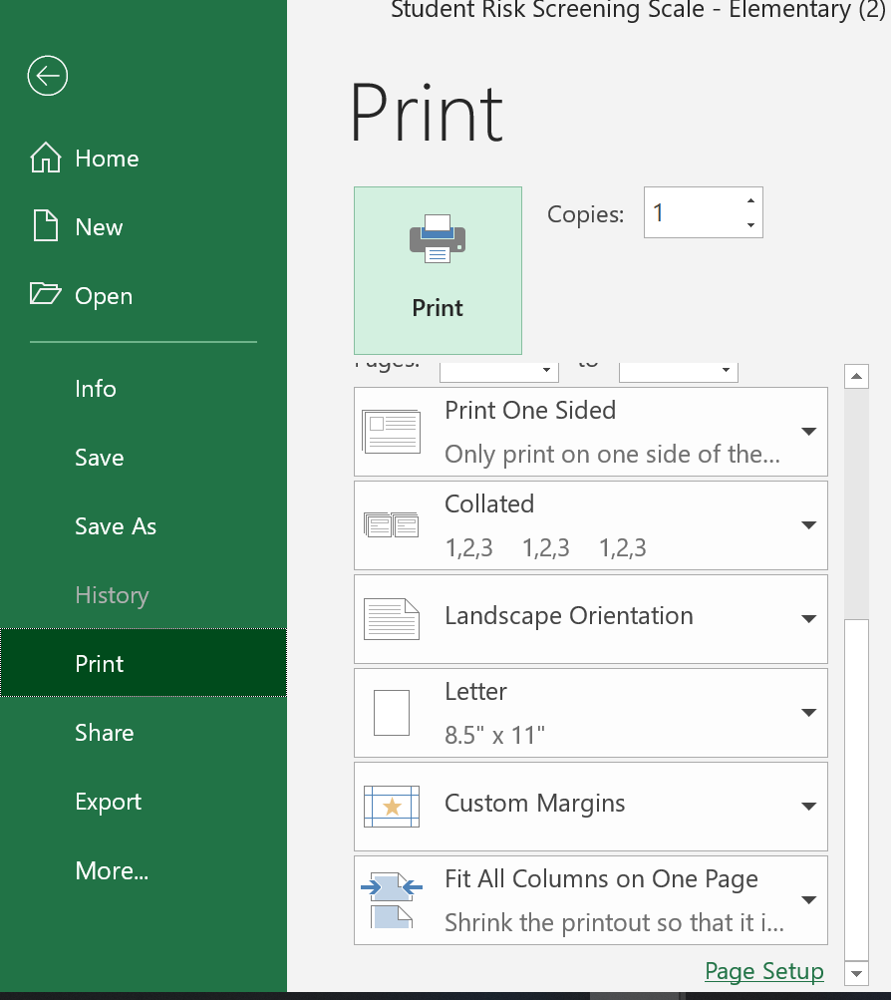 Student Risk Screening Scale - Elementary (2)
Print
Home
New
Open
Info
Save
Save As
History
Print
Share
Export
More...
Print
Copies: 1
Pages: to
Print One Sided
Only print on one side of the...
Collated
1,2,3 1,2,3 1,2,3
Landscape Orientation
Letter
8.5" x 11"
Custom Margins
Fit All Columns on One Page
Shrink the printout so that it i...
Page Setup